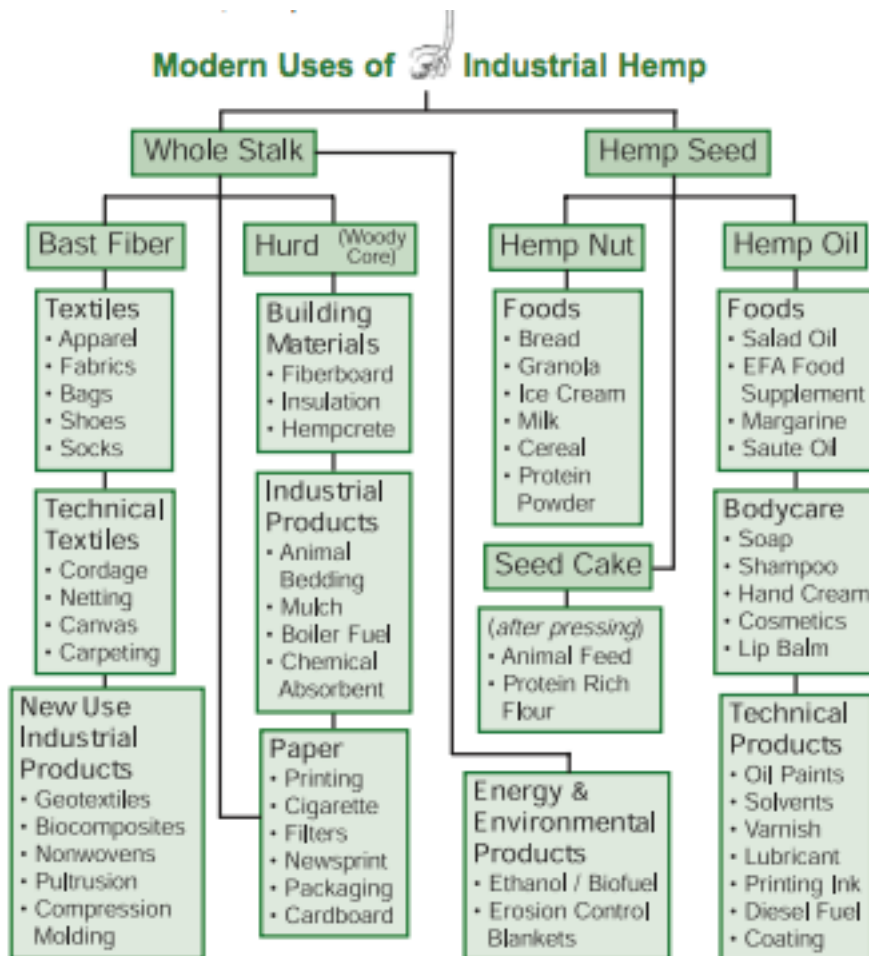 Modern Uses of Industrial Hemp
Whole Stalk
Hemp Seed
Bast Fiber
Hurd (Woody
Core)
Hemp Nut
Hemp Oil
Textiles
• Apparel
• Fabrics
• Bags
• Shoes
• Socks
Technical
Textiles
• Cordage
• Netting
• Canvas
• Carpeting
New Use
Industrial
Products
• Geotextiles
• Biocomposites
• Nonwovens
• Pultrusion
• Compression
Molding
Building
Materials
• Fiberboard
• Insulation
• Hempcrete
Industrial
Products
• Animal
Bedding
• Mulch
• Boiler Fuel
• Chemical
Absorbent
Paper
• Printing
• Cigarette
• Filters
• Newsprint
• Packaging
• Cardboard
Foods
• Bread
• Granola
• Ice Cream
• Milk
• Cereal
• Protein
Powder
Seed Cake
(after pressing)
• Animal Feed
• Protein Rich
Flour
Energy &
Environmental
Products
• Ethanol / Biofuel
• Erosion Control
Blankets
Foods
• Salad Oil
• EFA Food
Supplement
• Margarine
• Saute Oil
Bodycare
• Soap
• Shampoo
• Hand Cream
• Cosmetics
• Lip Balm
Technical
Products
• Oil Paints
• Solvents
• Varnish
• Lubricant
• Printing Ink
• Diesel Fuel
• Coating